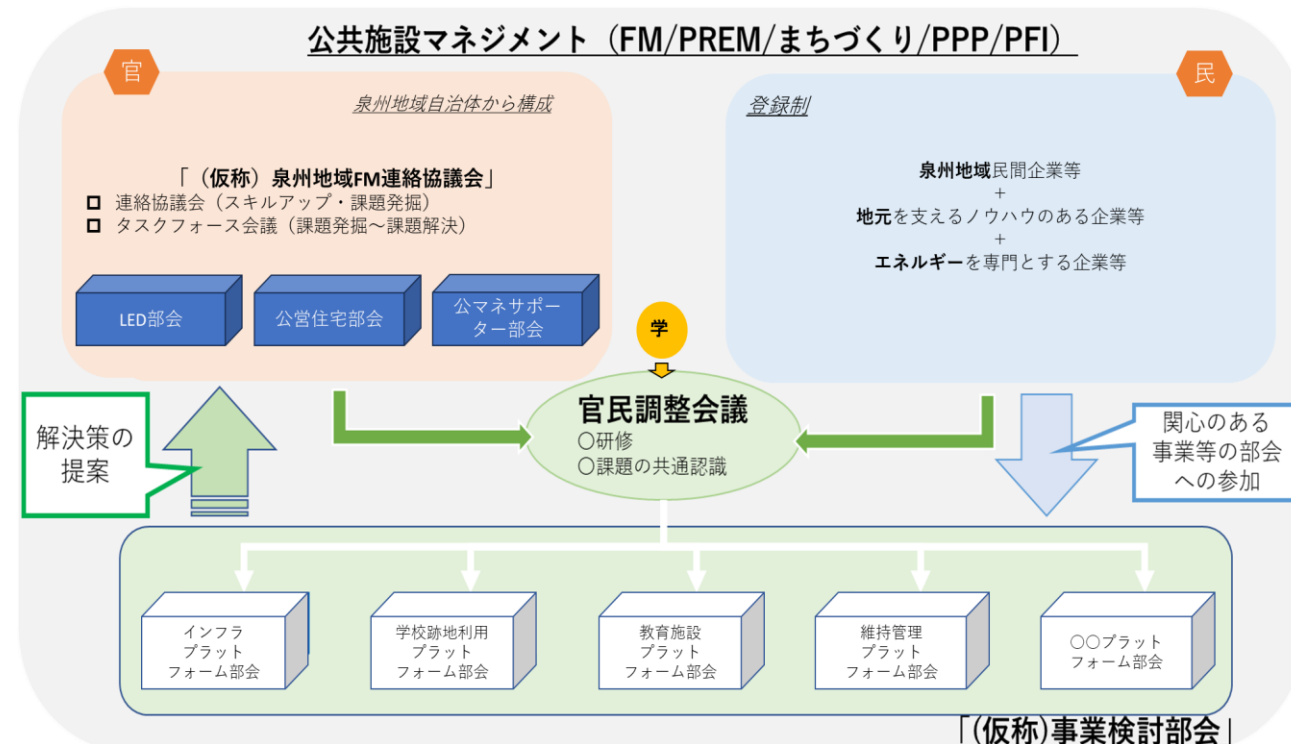 公共施設マネジメント（FM/PREM/まちづくり/PPP/PFI）
官
民
泉州地域自治体から構成
「（仮称）泉州地域FM連絡協議会」
連絡協議会（スキルアップ・課題発掘）
タスクフォース会議（課題発掘～課題解決）
LED部会
公営住宅部会
公マネサポー
ター部会
登録制
泉州地域民間企業等
+
地元を支えるノウハウのある企業等
+
エネルギーを専門とする企業等
学
官民調整会議
〇研修
〇課題の共通認識
解決策の
提案
関心のある
事業等の部会
への参加
インフラ
プラット
フォーム部会
学校跡地利用
プラット
フォーム部会
教育施設
プラット
フォーム部会
維持管理
プラット
フォーム部会
〇〇プラット
フォーム部会
「(仮称)事業検討部会」